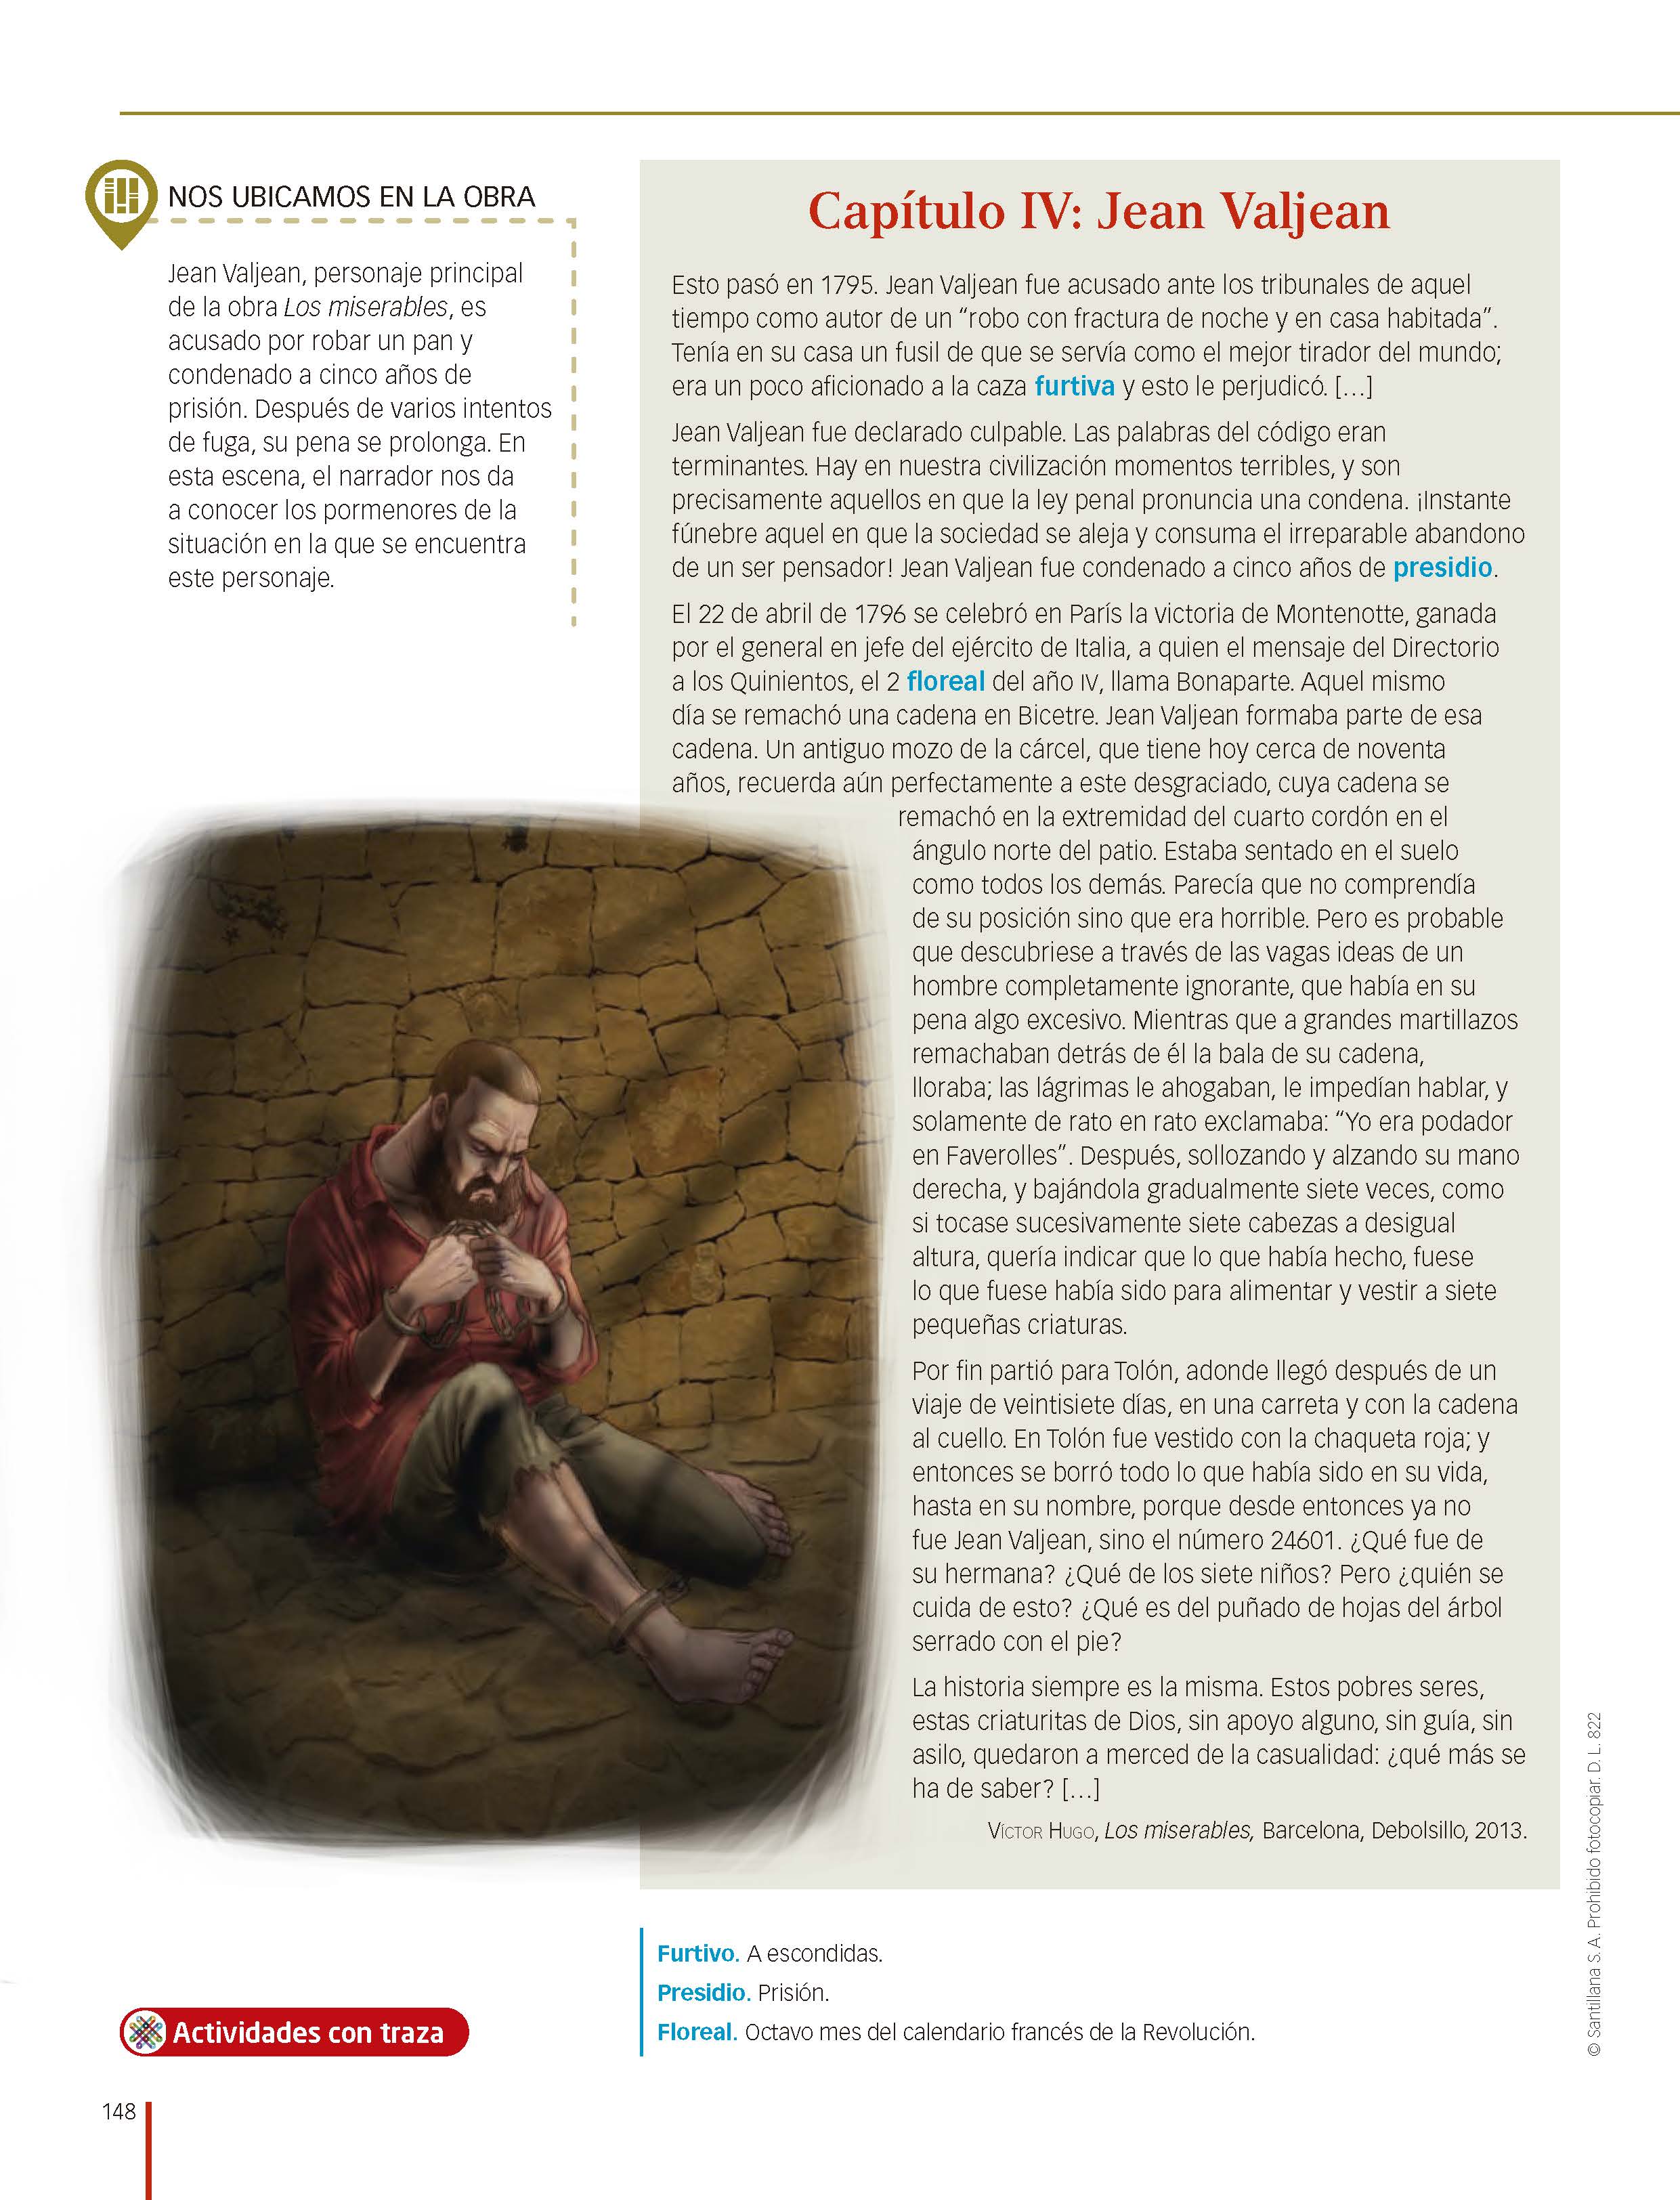 NOS UBICAMOS EN LA OBRA
Jean Valjean, personaje principal
de la obra Los miserables, es
acusado por robar un pan y
condenado a cinco años de
prisión. Después de varios intentos
de fuga, su pena se prolonga. En
esta escena, el narrador nos da
a conocer los pormenores de la
situación en la que se encuentra
este personaje.
Capítulo IV: Jean Valjean
Esto pasó en 1795. Jean Valjean fue acusado ante los tribunales de aquel
tiempo como autor de un “robo con fractura de noche y en casa habitada”.
Tenía en su casa un fusil de que se servía como el mejor tirador del mundo;
era un poco aficionado a la caza furtiva y esto le perjudicó. [...]
Jean Valjean fue declarado culpable. Las palabras del código eran
terminantes. Hay en nuestra civilización momentos terribles, y son
precisamente aquellos en que la ley penal pronuncia una condena. ¡Instante
fúnebre aquel en que la sociedad se aleja y consuma el irreparable abandono
de un ser pensador! Jean Valjean fue condenado a cinco años de presidio.
El 22 de abril de 1796 se celebró en París la victoria de Montenotte, ganada
por el general en jefe del ejército de Italia, a quien el mensaje del Directorio
a los Quinientos, el 2 floreal del año IV, llama Bonaparte. Aquel mismo
día se remachó una cadena en Bicetre. Jean Valjean formaba parte de esa
cadena. Un antiguo mozo de la cárcel, que tiene hoy cerca de noventa
años, recuerda aún perfectamente a este desgraciado, cuya cadena se
remachó en la extremidad del cuarto cordón en el
ángulo norte del patio. Estaba sentado en el suelo
como todos los demás. Parecía que no comprendía
de su posición sino que era horrible. Pero es probable
que descubriese a través de las vagas ideas de un
hombre completamente ignorante, que había en su
pena algo excesivo. Mientras que a grandes martillazos
remachaban detrás de él la bala de su cadena,
lloraba; las lágrimas le ahogaban, le impedían hablar, y
solamente de rato en rato exclamaba: “Yo era podador
en Faverolles”. Después, sollozando y alzando su mano
derecha, y bajándola gradualmente siete veces, como
si tocase sucesivamente siete cabezas a desigual
altura, quería indicar que lo que había hecho, fuese
lo que fuese había sido para alimentar y vestir a siete
pequeñas criaturas.
Por fin partió para Tolón, adonde llegó después de un
viaje de veintisiete días, en una carreta y con la cadena
al cuello. En Tolón fue vestido con la chaqueta roja; y
entonces se borró todo lo que había sido en su vida,
hasta en su nombre, porque desde entonces ya no
fue Jean Valjean, sino el número 24601. ¿Qué fue de
su hermana? ¿Qué de los siete niños? Pero ¿quién se
cuida de esto? ¿Qué es del puñado de hojas del árbol
serrado con el pie?
La historia siempre es la misma. Estos pobres seres,
estas criaturitas de Dios, sin apoyo alguno, sin guía, sin
asilo, quedaron a merced de la casualidad: ¿qué más se
ha de saber? [...]
Víctor Hugo, Los miserables, Barcelona, Debolsillo, 2013.
Furtivo. A escondidas.
Presidio. Prisión.
Floreal. Octavo mes del calendario francés de la Revolución.
Actividades con traza
148
© Santillana S. A. Prohibido fotocopiar. D. L. 822